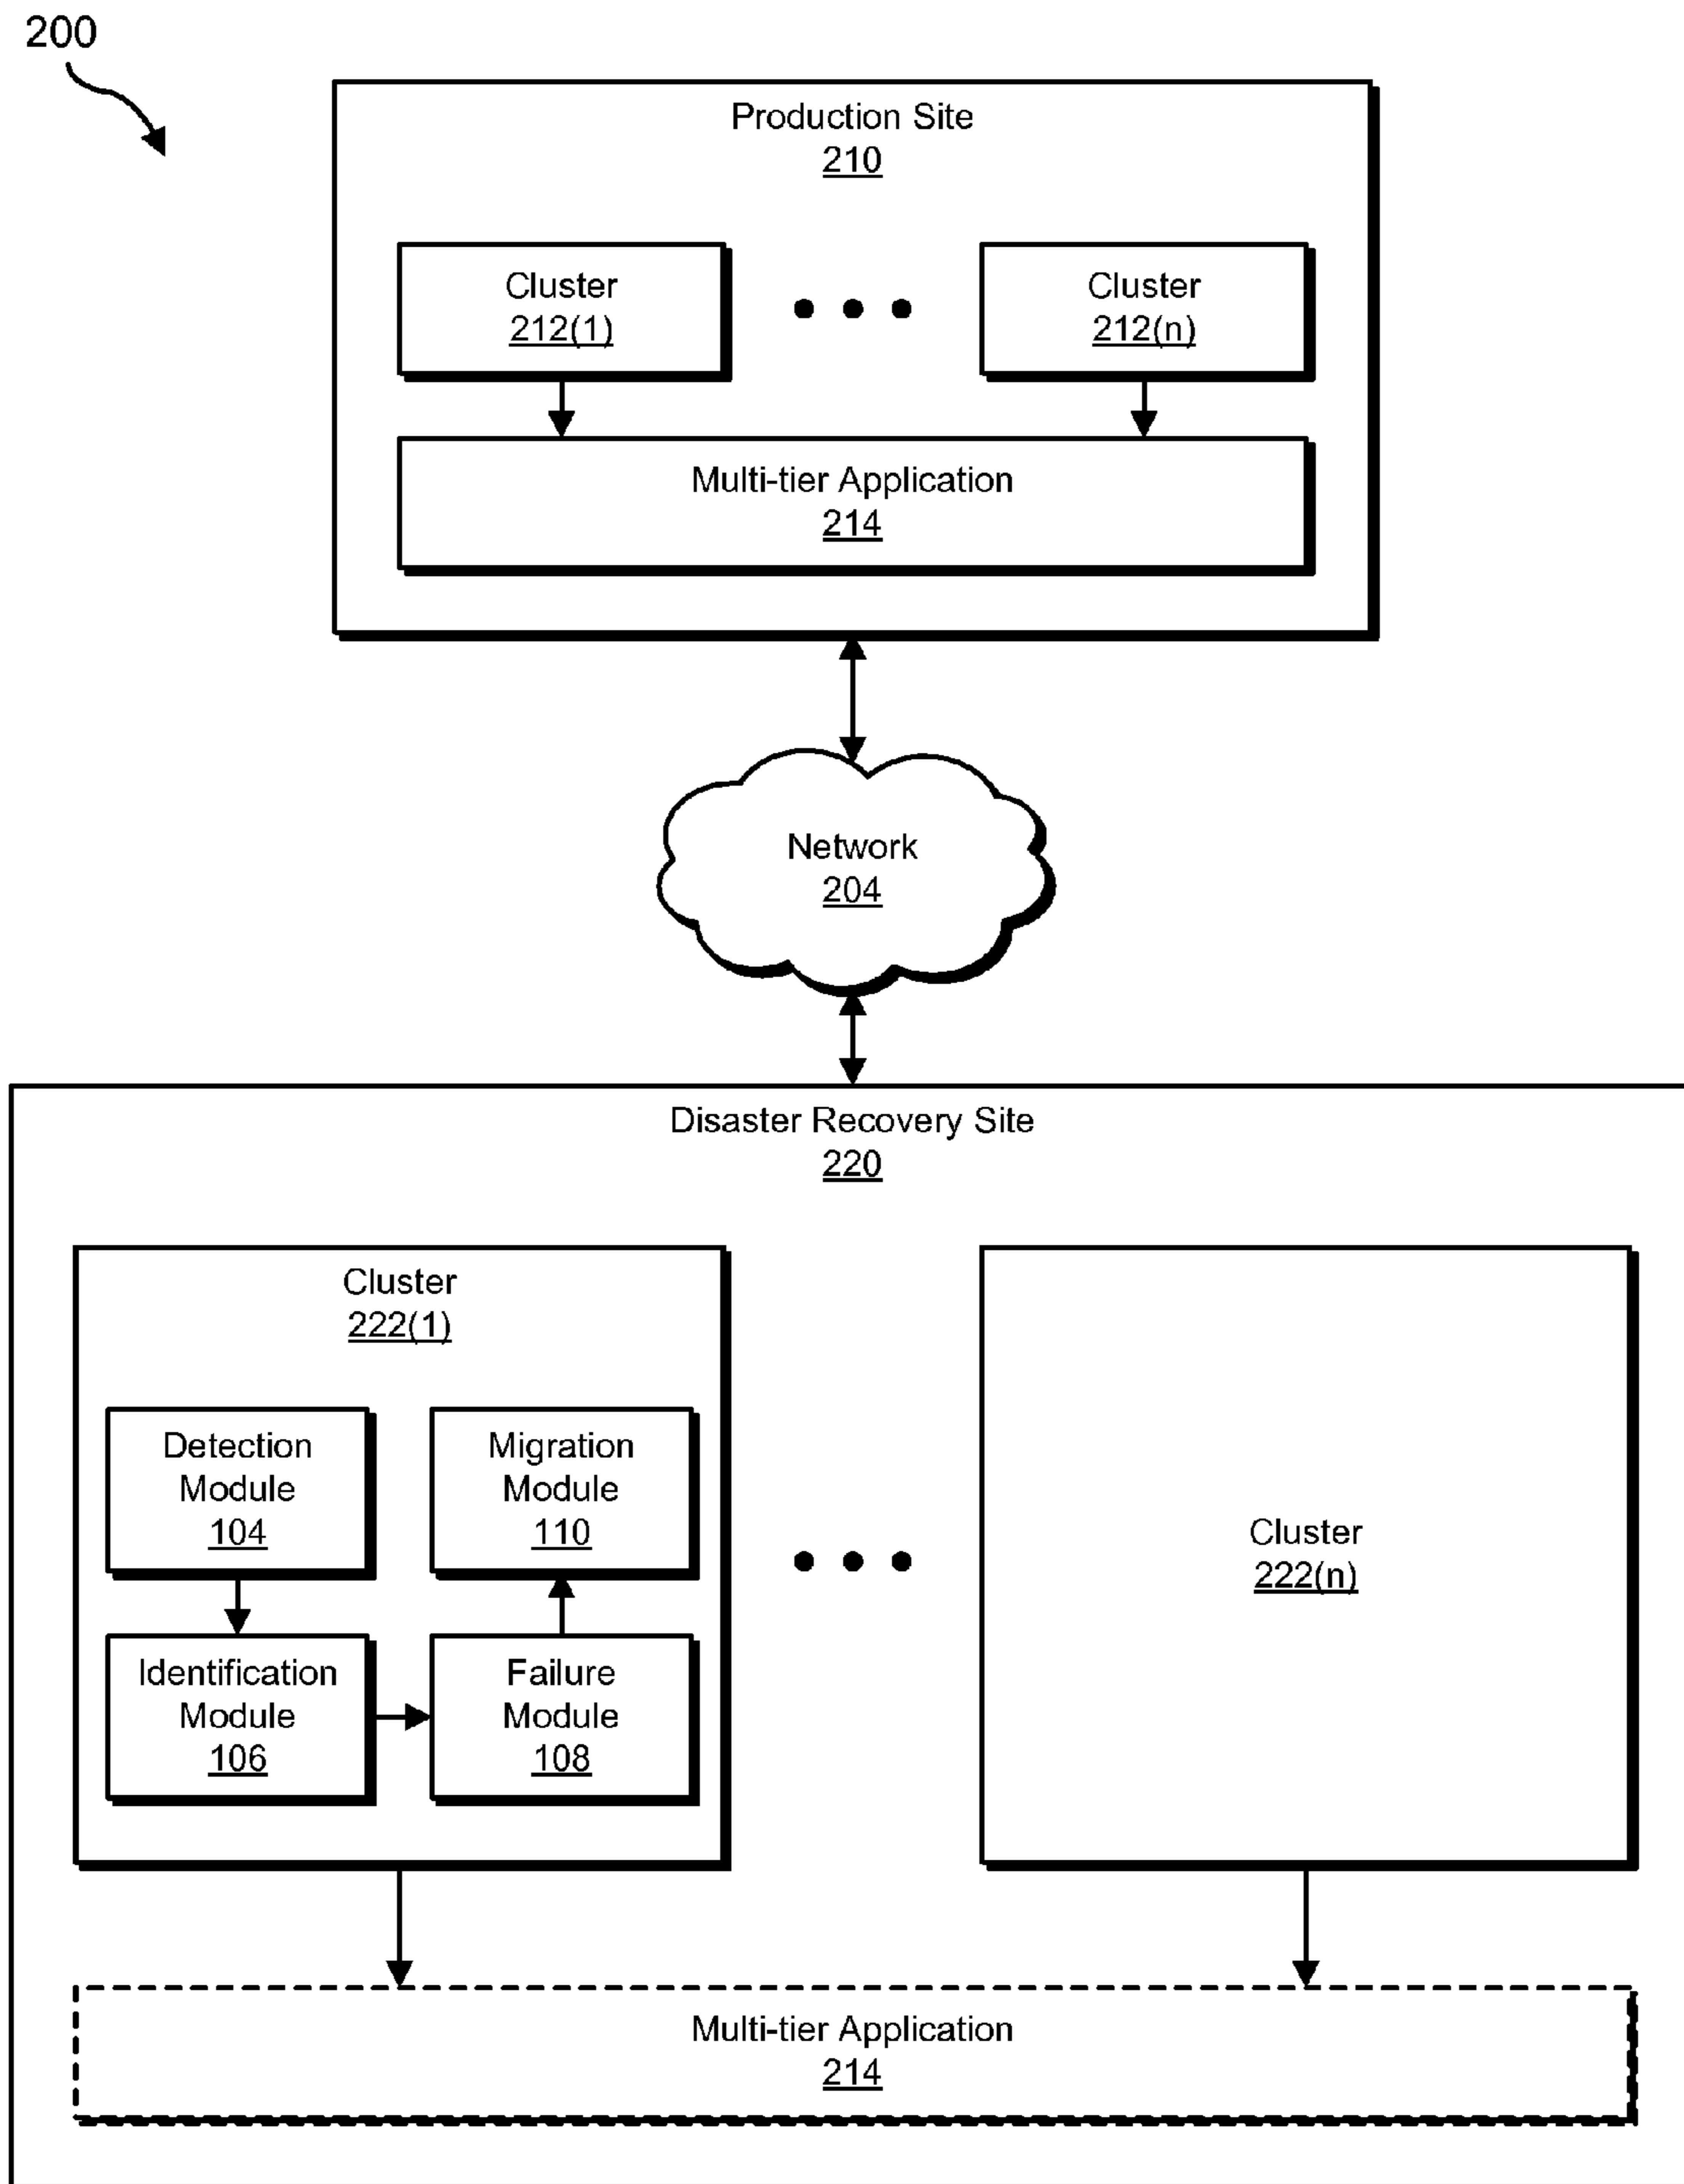 200
Production Site
210
Cluster
212(1)
Cluster
212(n)
Multi-tier Application
214
Network
204
Disaster Recovery Site
220
Cluster
222(1)
Detection
Module
104
Migration
Module
110
Identification
Module
106
Failure
Module
108
Cluster
222(n)
Multi-tier Application
214